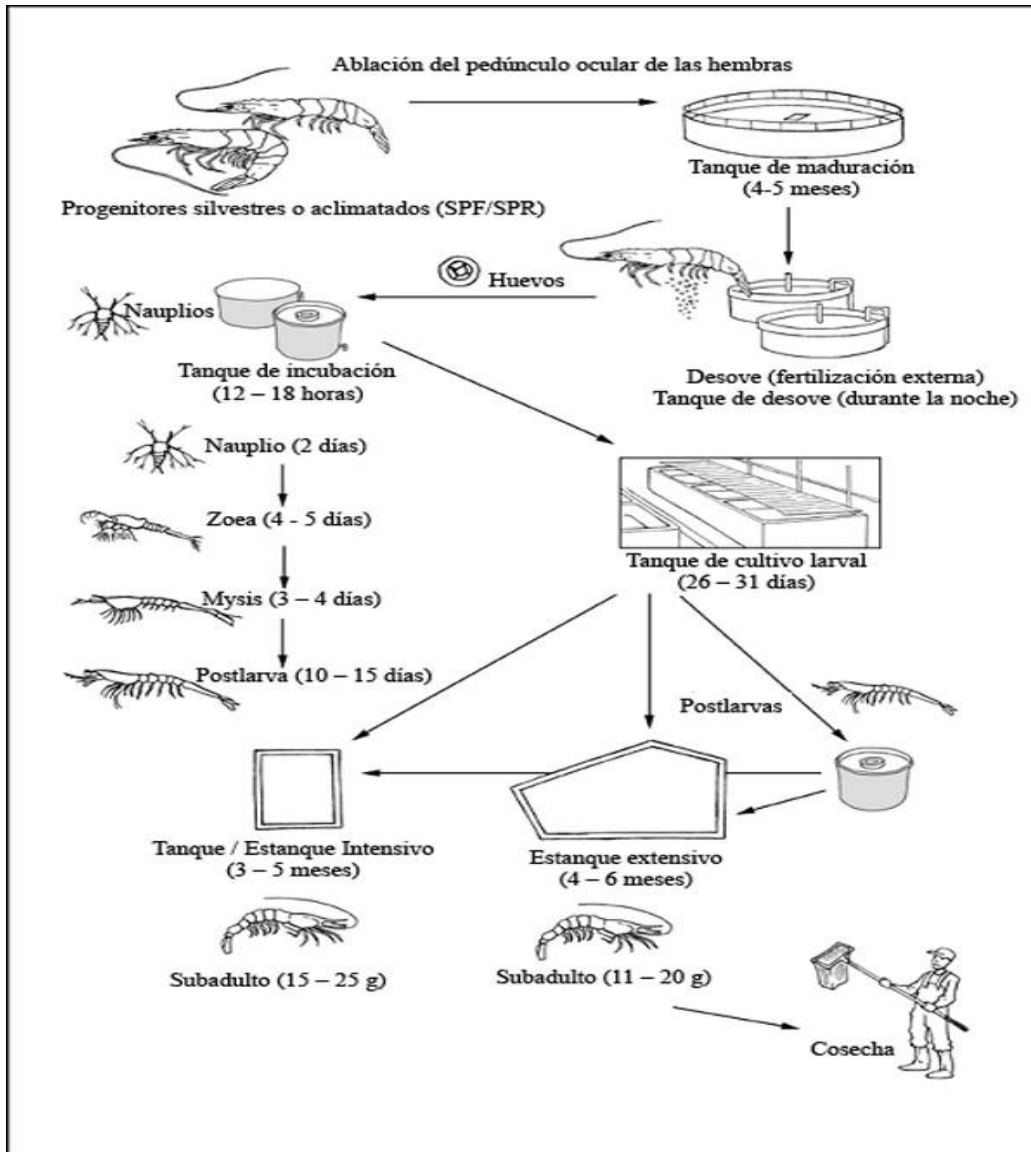 Ablación del pedúnculo ocular de las hembras
Tanque de maduración
(4-5 meses)
Progenitores silvestres o aclimatados (SPF/SPR)
Huevos
Nauplios
Tanque de incubación
(12 – 18 horas)
Desove (fertilización externa)
Tanque de desove (durante la noche)
Nauplio (2 días)
Zoea (4 - 5 días)
Mysis (3 – 4 días)
Postlarva (10 – 15 días)
Tanque de cultivo larval
(26 – 31 días)
Postlarvas
Tanque / Estanque Intensivo
(3 – 5 meses)
Estanque extensivo
(4 – 6 meses)
Subadulto (15 – 25 g)
Subadulto (11 – 20 g)
Cosecha